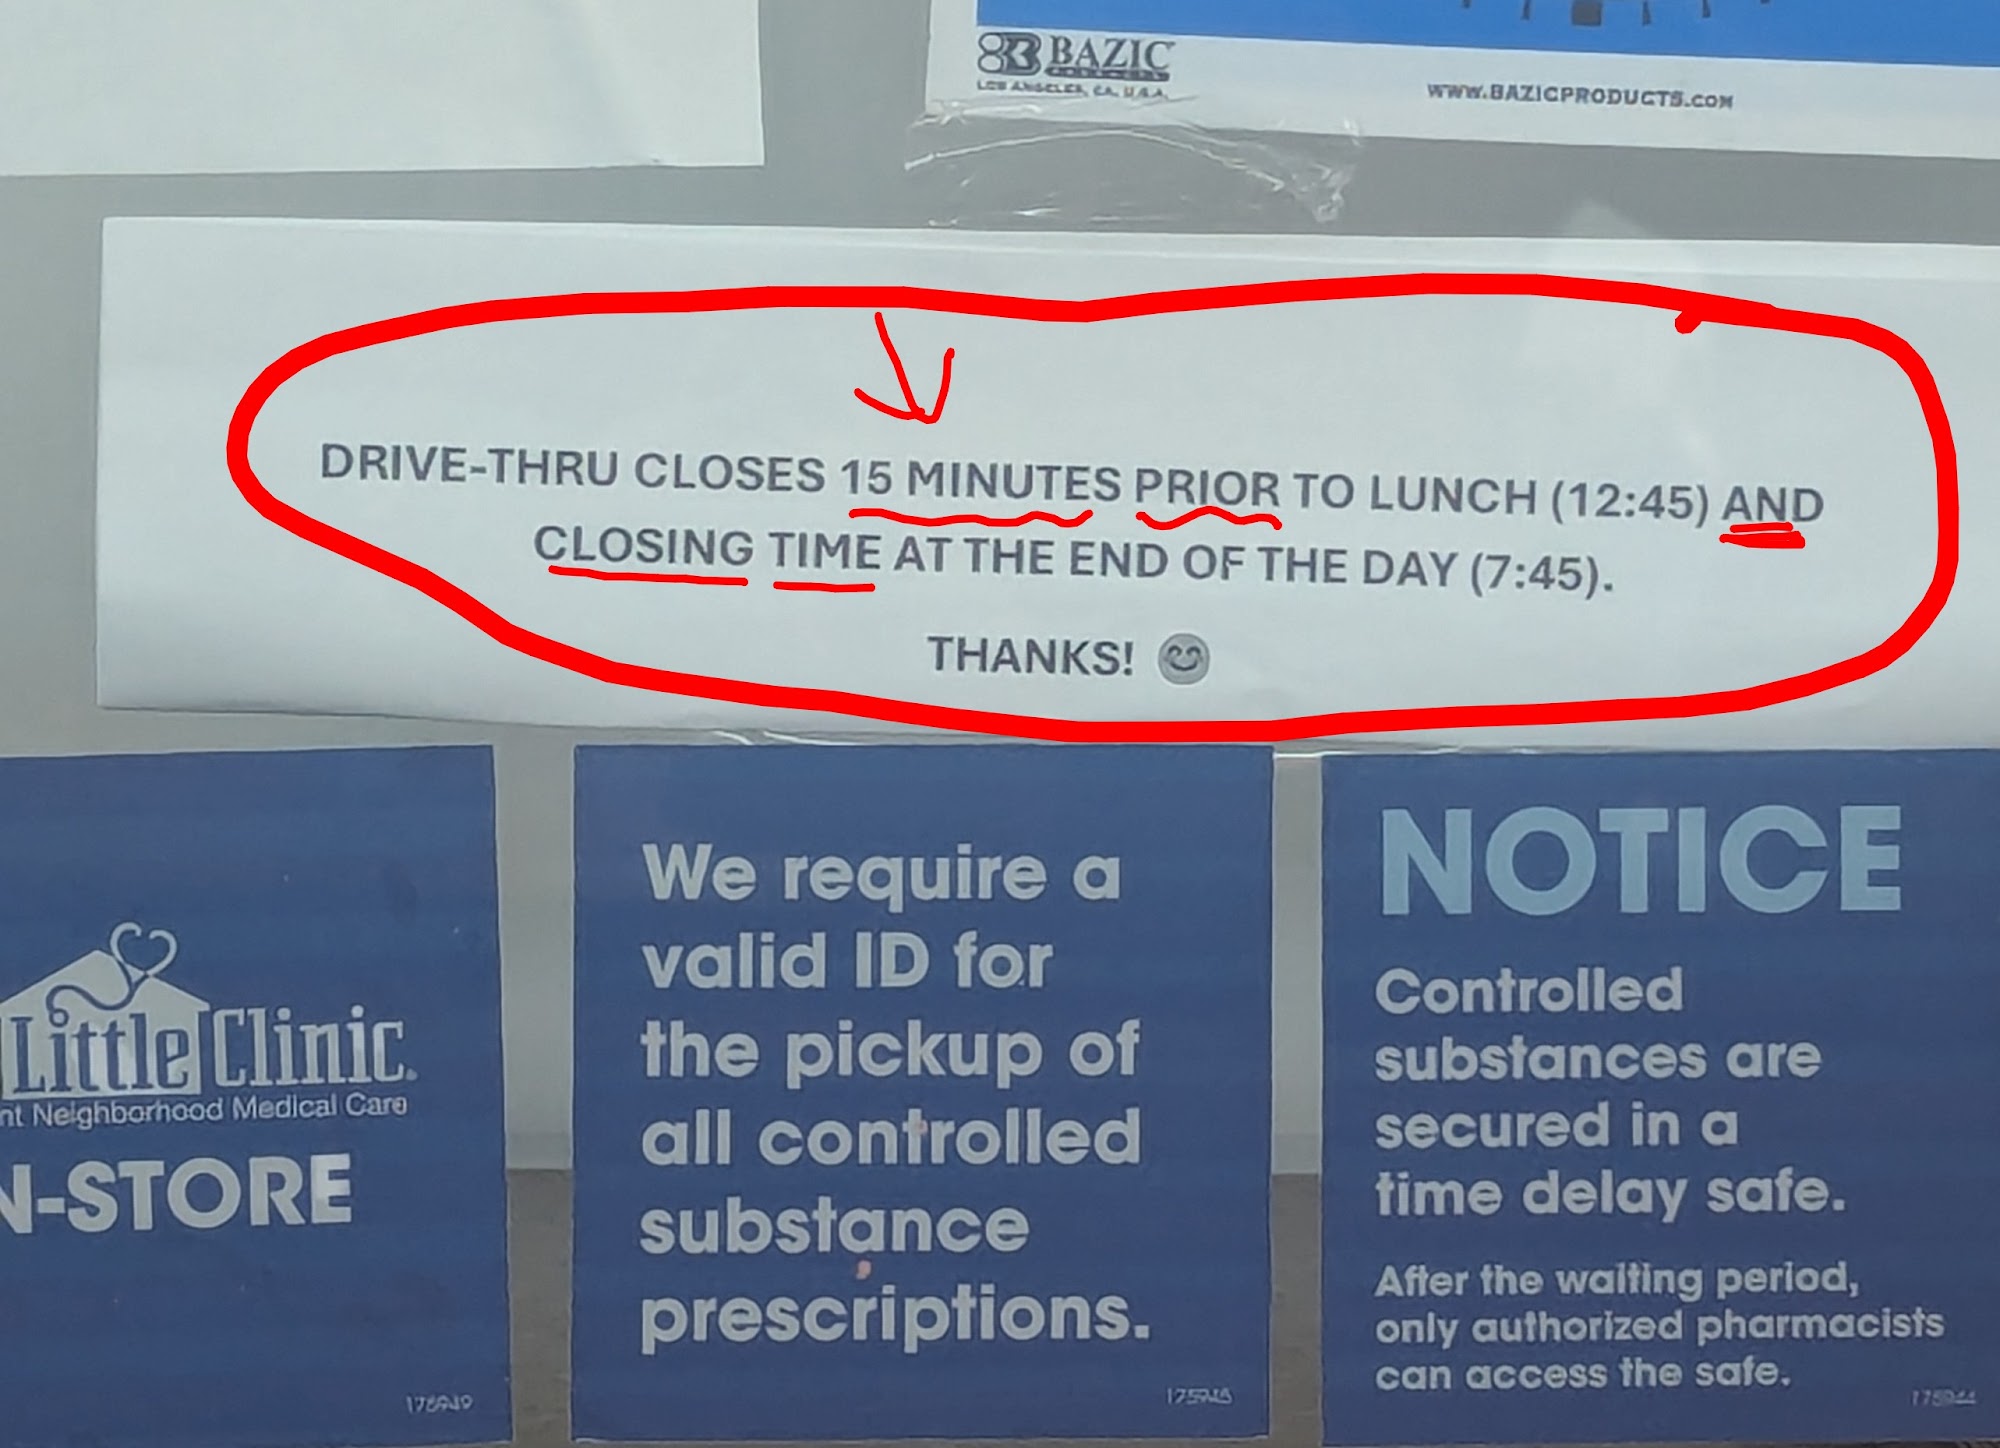 BAZIC
PRODUCTS
LOS ANGELES, CA. U.S.A.
WWW.BAZICPRODUCTS.COM
DRIVE-THRU CLOSES 15 MINUTES PRIOR TO LUNCH (12:45) AND
CLOSING TIME AT THE END OF THE DAY (7:45).
THANKS! 😊
Little Clinic.
nt Neighborhood Medical Care
N-STORE
We require a
valid ID for
the pickup of
all controlled
substance
prescriptions.
NOTICE
Controlled
substances are
secured in a
time delay safe.
After the waiting period,
only authorized pharmacists
can access the safe.